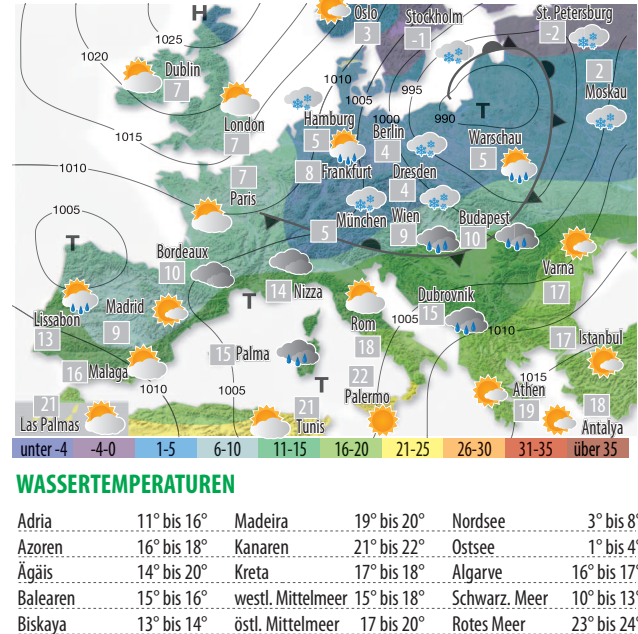 H
Oslo
3
Stockholm
-1
St. Petersburg
-2
1020
1025
Dublin
7
1010
1005
995
1000
990
T
2
Moskau
London
7
1015
Hamburg
5
Berlin
4
Warschau
5
1010
7
Paris
8
Frankfurt
Dresden
4
1005
T
München
5
Wien
9
Budapest
10
Bordeaux
10
Varna
17
14
Nizza
T
Lissabon
13
Madrid
9
Rom
18
1005
Dubrovnik
15
1010
17
Istanbul
16
Malaga
15
Palma
T
22
Palermo
1015
1010
1005
21
Las Palmas
21
Tunis
Athen
19
18
Antalya
unter -4 -4-0 1-5 6-10 11-15 16-20 21-25 26-30 31-35 über 35
WASSERTEMPERATUREN
Adria 11° bis 16° Madeira 19° bis 20° Nordsee 3° bis 8°
Azoren 16° bis 18° Kanaren 21° bis 22° Ostsee 1° bis 4°
Ägäis 14° bis 20° Kreta 17° bis 18° Algarve 16° bis 17°
Balearen 15° bis 16° westl. Mittelmeer 15° bis 18° Schwarz. Meer 10° bis 13°
Biskaya 13° bis 14° östl. Mittelmeer 17 bis 20° Rotes Meer 23° bis 24°